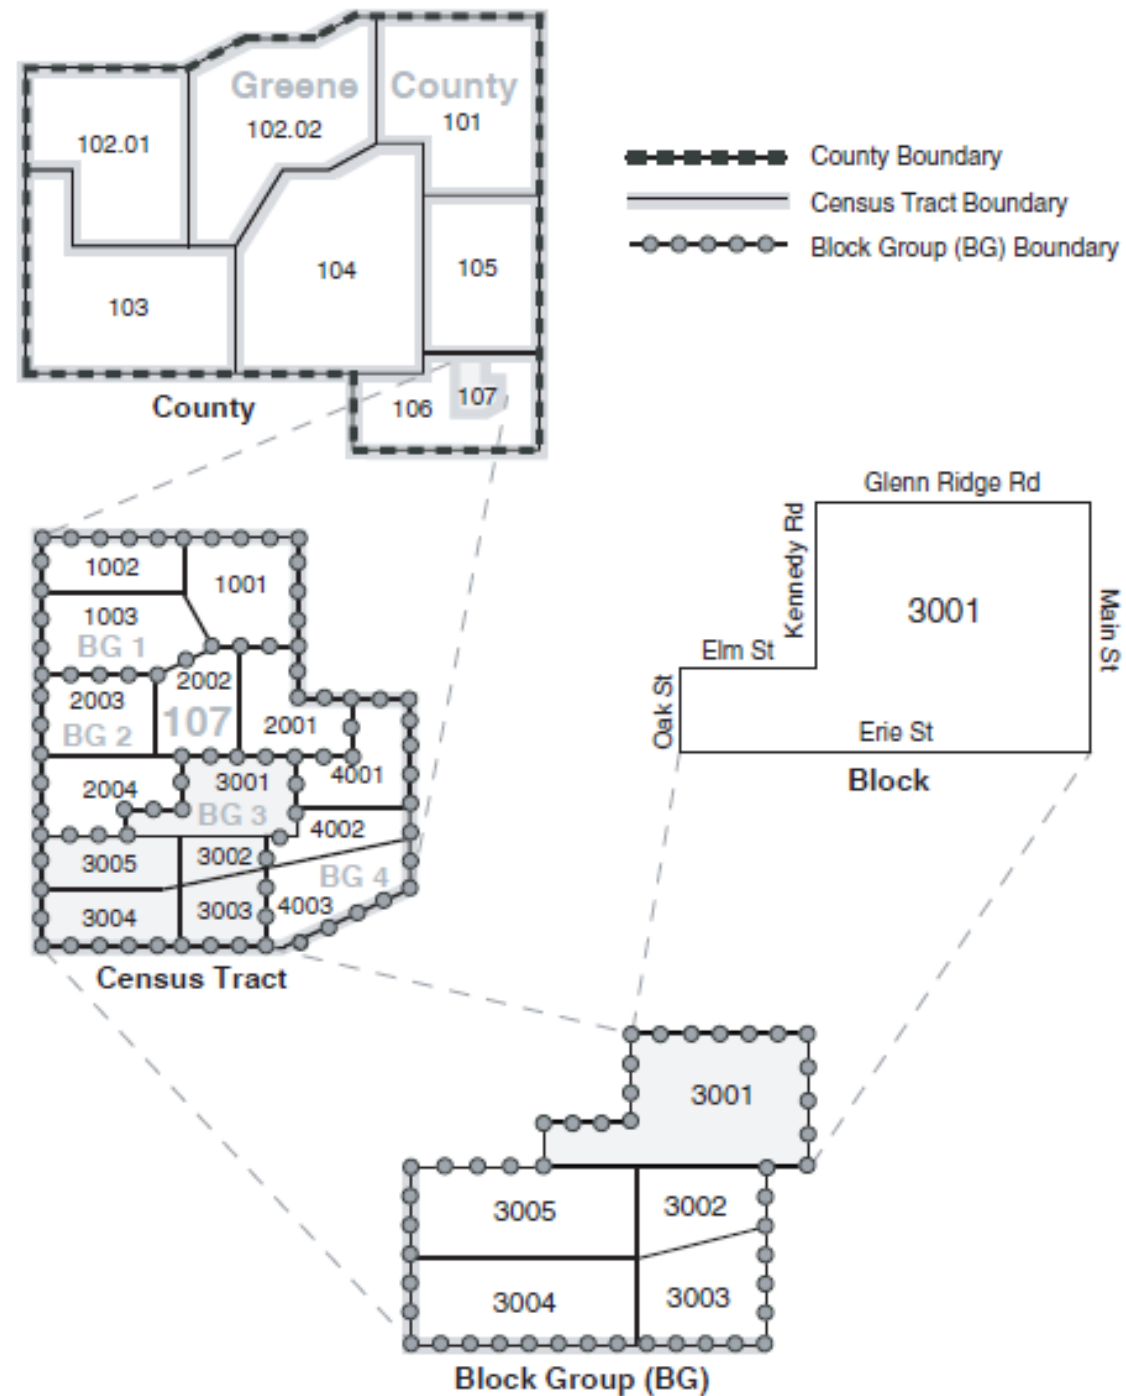 Greene County
102.01
102.02
101
103
104
105
106
107
County
County Boundary
Census Tract Boundary
Block Group (BG) Boundary
1002
1001
1003
BG 1
2003
2002
BG 2
107
2001
2004
3001
4001
BG 3
4002
3005
3002
BG 4
3004
3003
4003
Census Tract
Glenn Ridge Rd
Kennedy Rd
3001
Main St
Elm St
Oak St
Erie St
Block
3001
3005
3002
3004
3003
Block Group (BG)